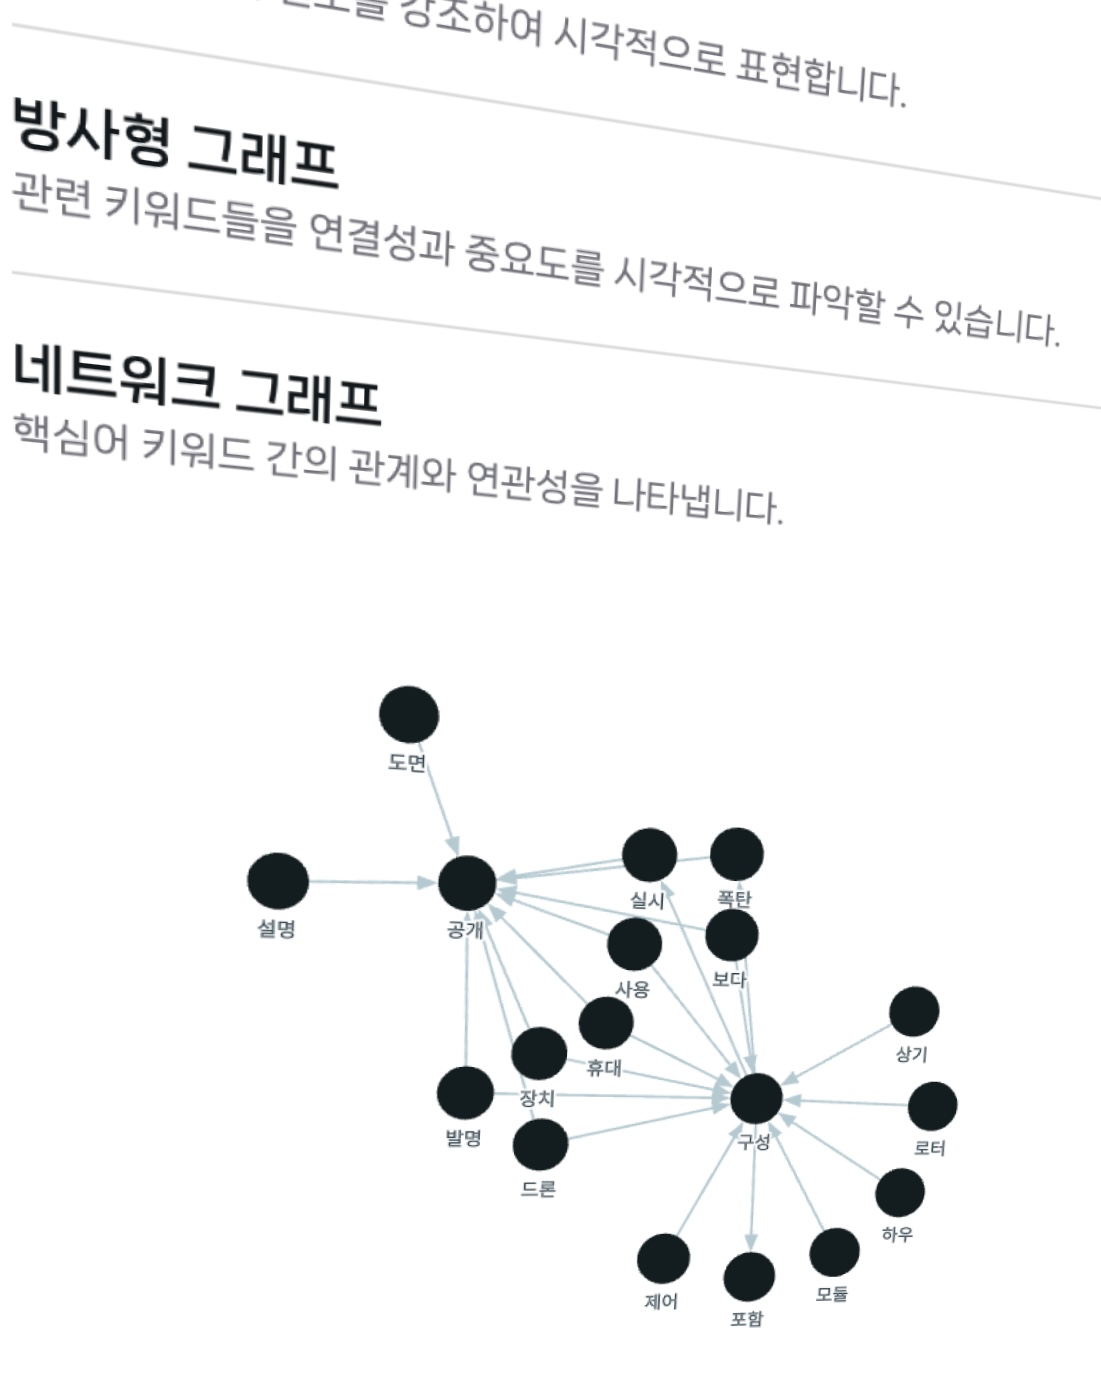 강조하여 시각적으로 표현합니다.
방사형 그래프
관련 키워드들을 연결성과 중요도를 시각적으로 파악할 수 있습니다.
네트워크 그래프
핵심어 키워드 간의 관계와 연관성을 나타냅니다.
도면
설명
공개
실시
폭탄
사용
보다
휴대
상기
장치
발명
구성
로터
드론
하우
제어
포함
모듈